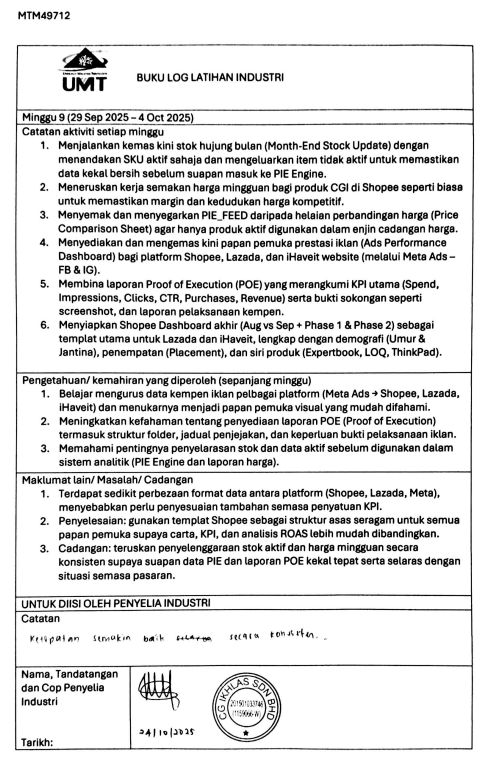 MTM49712
UMT
BUKU LOG LATIHAN INDUSTRI
Minggu 9 (29 Sep 2025 – 4 Oct 2025)
Catatan aktiviti setiap minggu
1. Menjalankan kemas kini stok hujung bulan (Month-End Stock Update) dengan
menandakan SKU aktif sahaja dan mengeluarkan item tidak aktif untuk memastikan
data kekal bersih sebelum suapan masuk ke PIE Engine.
2. Meneruskan kerja semakan harga mingguan bagi produk CGI di Shopee seperti biasa
untuk memastikan margin dan kedudukan harga kompetitif.
3. Menyemak dan menyegarkan PIE_FEED daripada helaian perbandingan harga (Price
Comparison Sheet) agar hanya produk aktif digunakan dalam enjin cadangan harga.
4. Menyediakan dan mengemas kini papan pemuka prestasi iklan (Ads Performance
Dashboard) bagi platform Shopee, Lazada, dan iHaveit website (melalui Meta Ads –
FB & IG).
5. Membina laporan Proof of Execution (POE) yang merangkumi KPI utama (Spend,
Impressions, Clicks, CTR, Purchases, Revenue) serta bukti sokongan seperti
screenshot, dan laporan pelaksanaan kempen.
6. Menyiapkan Shopee Dashboard akhir (Aug vs Sep + Phase 1 & Phase 2) sebagai
templat utama untuk Lazada dan iHaveit, lengkap dengan demografi (Umur &
Jantina), penempatan (Placement), dan siri produk (Expertbook, LOQ, ThinkPad).
Pengetahuan/ kemahiran yang diperoleh (sepanjang minggu)
1. Belajar mengurus data kempen iklan pelbagai platform (Meta Ads → Shopee, Lazada,
iHaveit) dan menukarnya menjadi papan pemuka visual yang mudah difahami.
2. Meningkatkan kefahaman tentang penyediaan laporan POE (Proof of Execution)
termasuk struktur folder, jadual penjejakan, dan keperluan bukti pelaksanaan iklan.
3. Memahami pentingnya penyelarasan stok dan data aktif sebelum digunakan dalam
sistem analitik (PIE Engine dan laporan harga).
Maklumat lain/ Masalah/ Cadangan
1. Terdapat sedikit perbezaan format data antara platform (Shopee, Lazada, Meta),
menyebabkan perlu penyesuaian tambahan semasa penyatuan KPI.
2. Penyelesaian: gunakan templat Shopee sebagai struktur asas seragam untuk semua
papan pemuka supaya carta, KPI, dan analisis ROAS lebih mudah dibandingkan.
3. Cadangan: teruskan penyelenggaraan stok aktif dan harga mingguan secara
konsisten supaya suapan data PIE dan laporan POE kekal tepat serta selaras dengan
situasi semasa pasaran.
UNTUK DIISI OLEH PENYELIA INDUSTRI
Catatan
Ketepatan semakin baik secara konsisten.
Nama, Tandatangan
dan Cop Penyelia
Industri
CG IKHLAS SDN BHD
201501033746
(1159066-W)
24/10/2025
Tarikh: